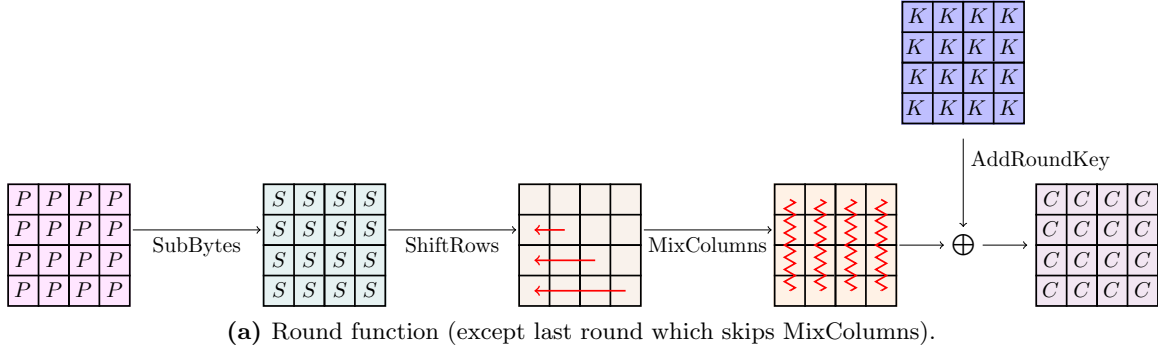 K K K K
K K K K
K K K K
K K K K
AddRoundKey
P P P P
P P P P
P P P P
P P P P
SubBytes
S S S S
S S S S
S S S S
S S S S
ShiftRows
MixColumns
C C C C
C C C C
C C C C
C C C C
(a) Round function (except last round which skips MixColumns).